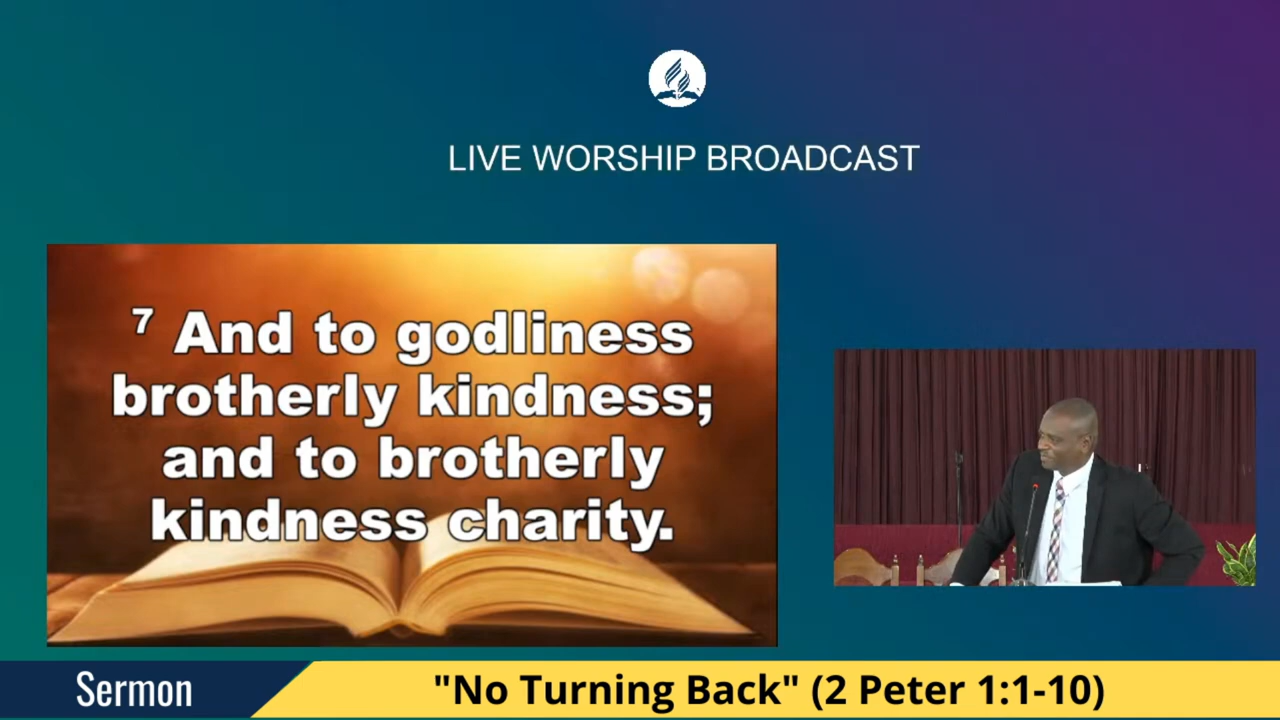 LIVE WORSHIP BROADCAST
7 And to godliness
brotherly kindness;
and to brotherly
kindness charity.
Sermon
"No Turning Back" (2 Peter 1:1-10)